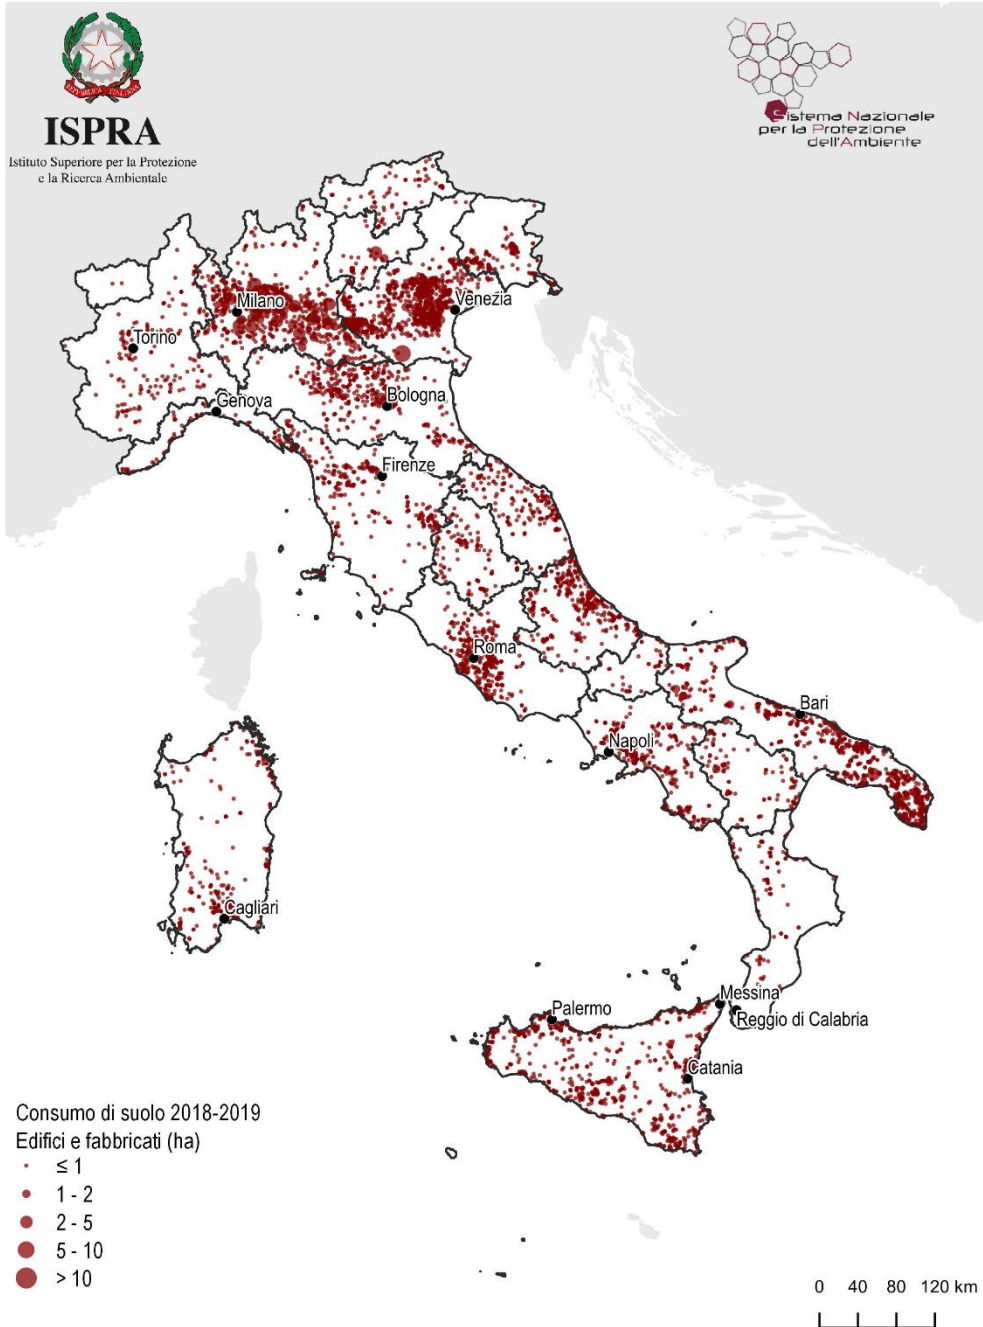 REPVBBLICA ITALIANA
ISPRA
Istituto Superiore per la Protezione
e la Ricerca Ambientale
Sistema Nazionale
per la Protezione
dell'Ambiente
Milano
Venezia
Torino
Genova
Bologna
Firenze
Roma
Napoli
Bari
Cagliari
Palermo
Messina
Reggio di Calabria
Catania
Consumo di suolo 2018-2019
Edifici e fabbricati (ha)
≤ 1
1 - 2
2 - 5
5 - 10
> 10
0 40 80 120 km